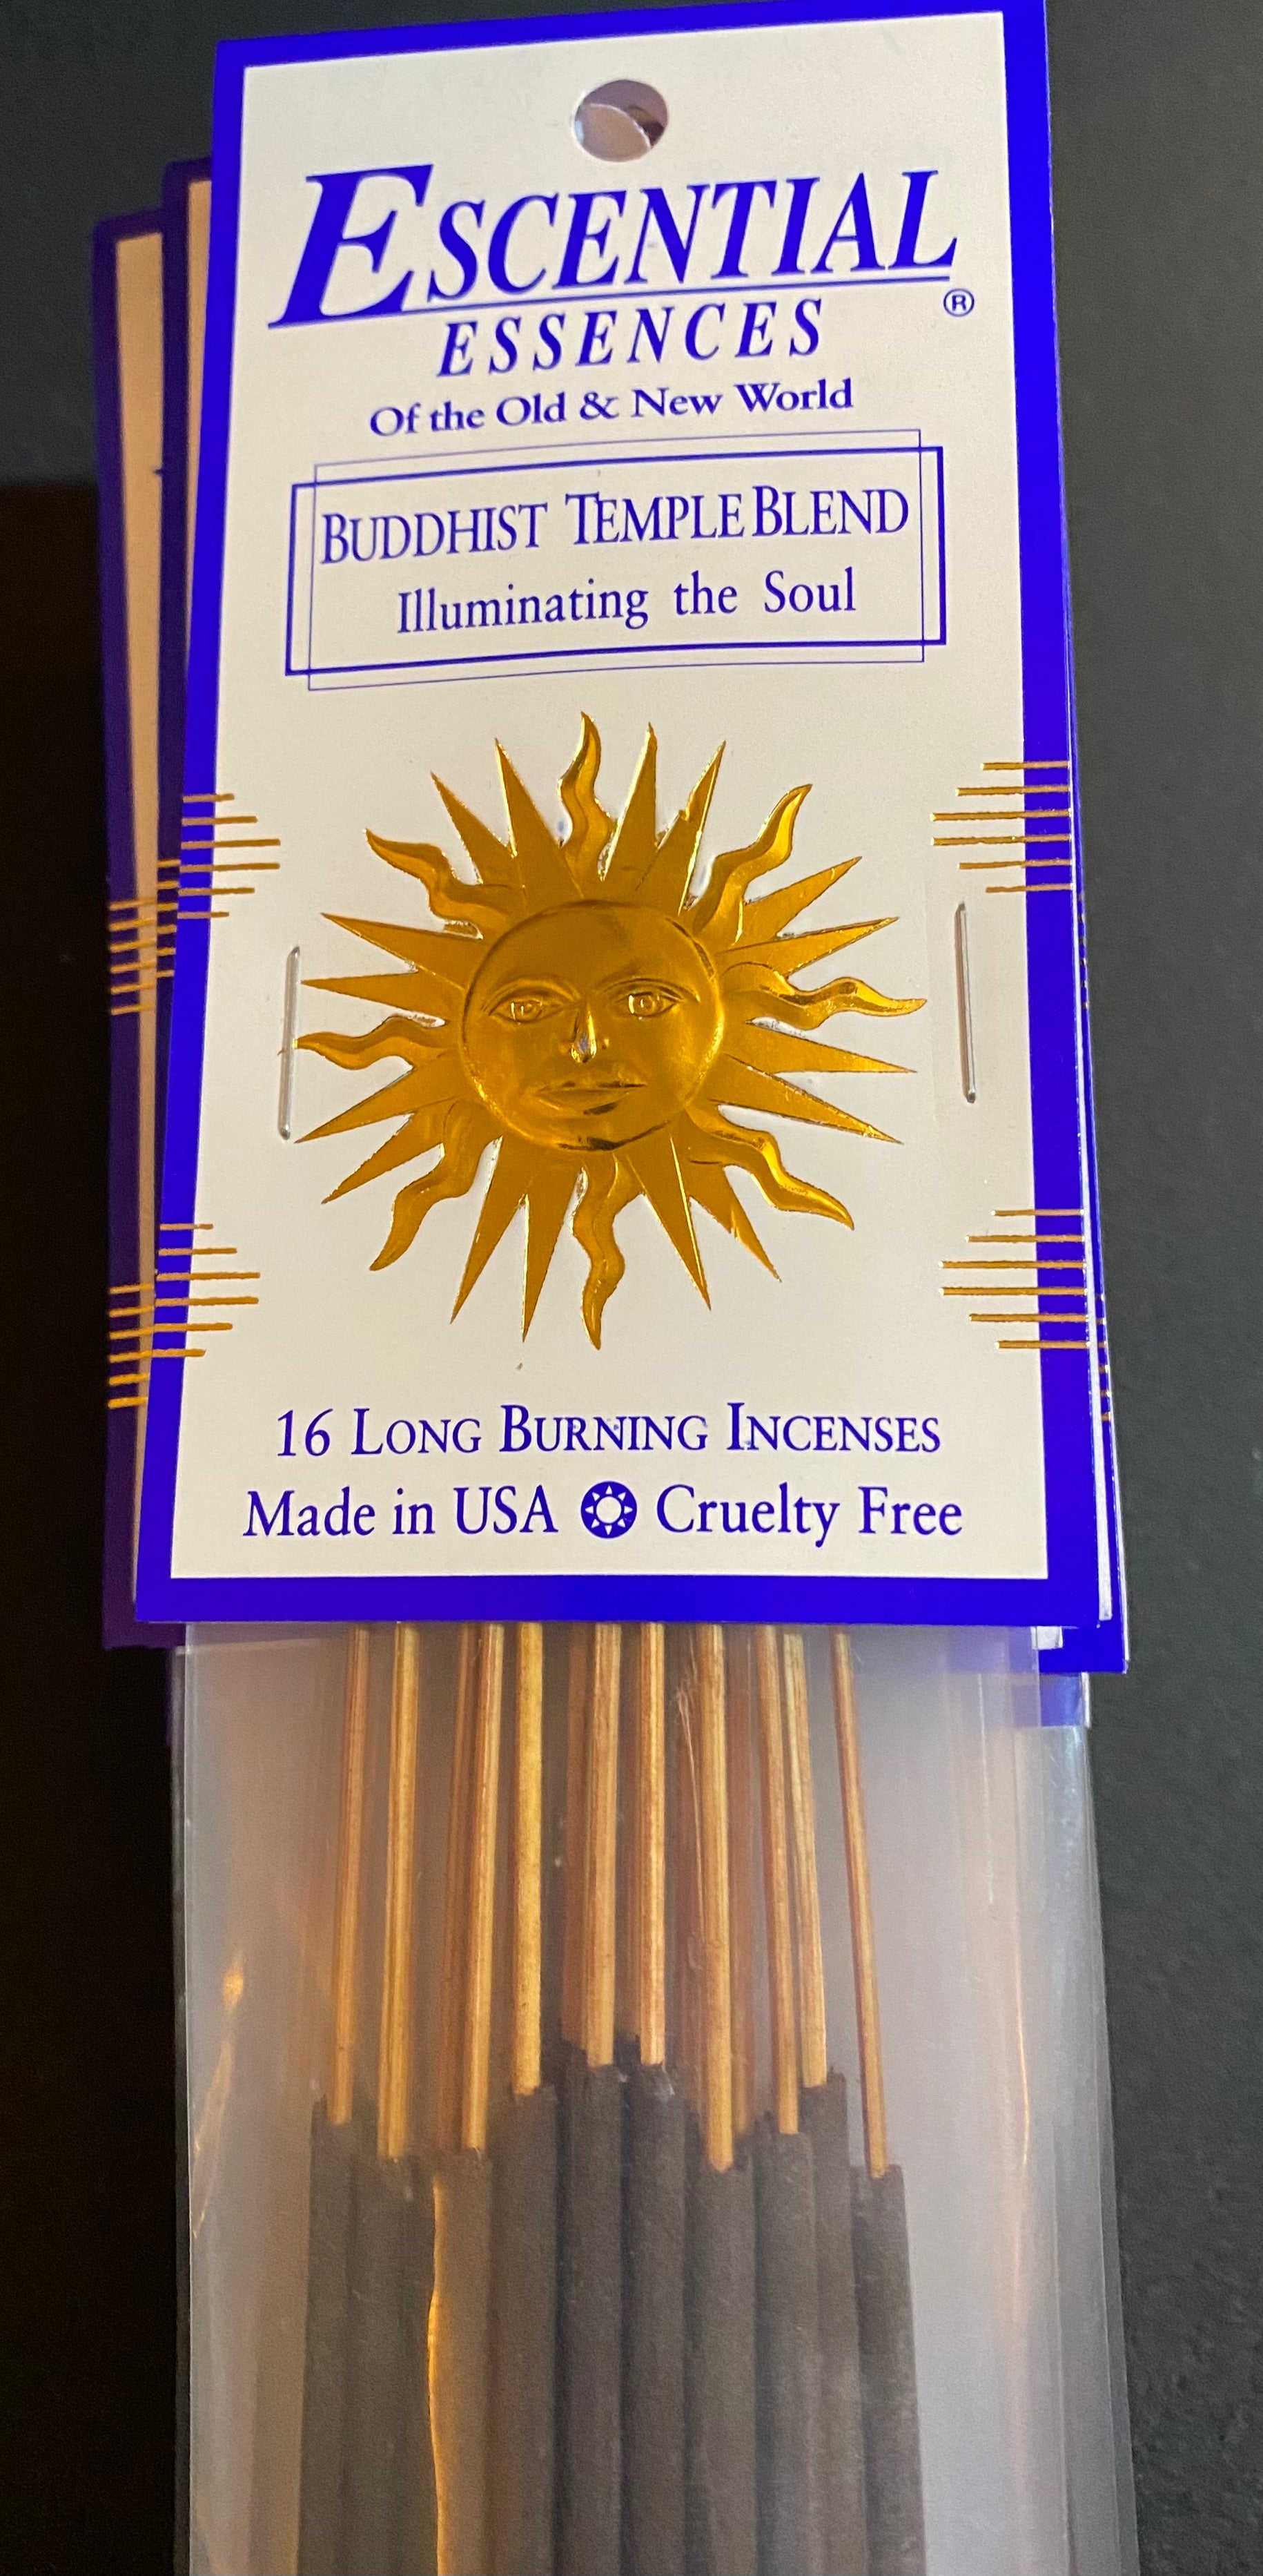 ESCENTIAL
ESSENCES ®
Of the Old & New World
BUDDHIST TEMPLE BLEND
Illuminating the Soul
16 LONG BURNING INCENSES
Made in USA Cruelty Free